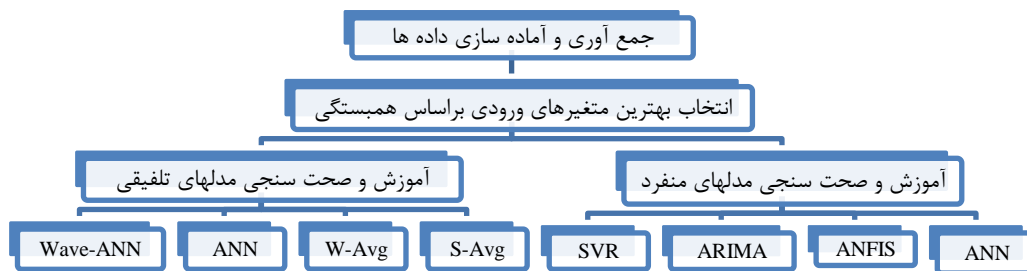 جمع آوری و آماده سازی داده ها
انتخاب بهترین متغیرهای ورودی براساس همبستگی
آموزش و صحت سنجی مدلهای منفرد
آموزش و صحت سنجی مدلهای تلفیقی
ANN
ANFIS
ARIMA
SVR
S-Avg
W-Avg
ANN
Wave-ANN